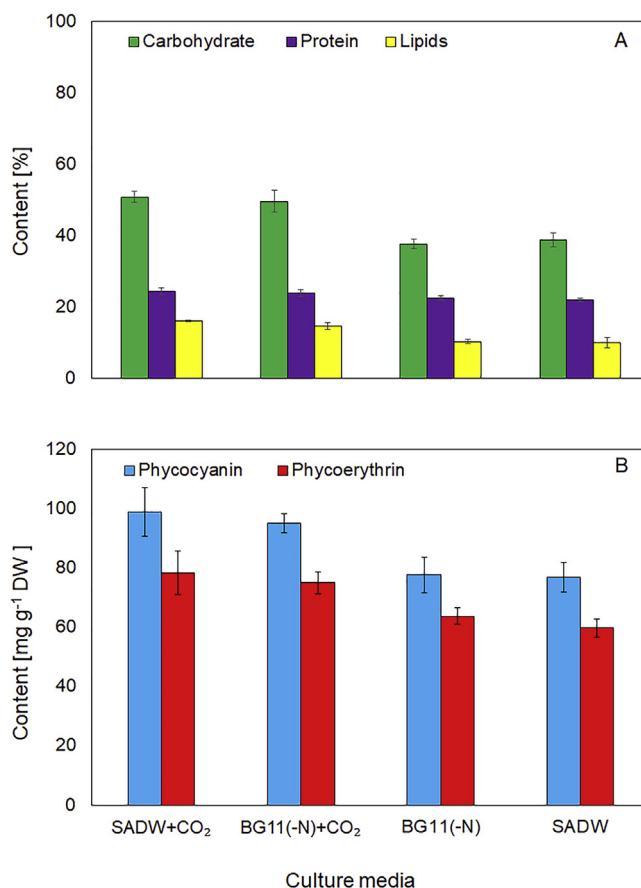 100
80
60
40
20
0
Content [%]
Carbohydrate Protein Lipids
A
120
100
80
60
40
20
0
Content [mg g⁻¹ DW ]
Phycocyanin Phycoerythrin
B
SADW+CO₂ BG11(-N)+CO₂ BG11(-N) SADW
Culture media